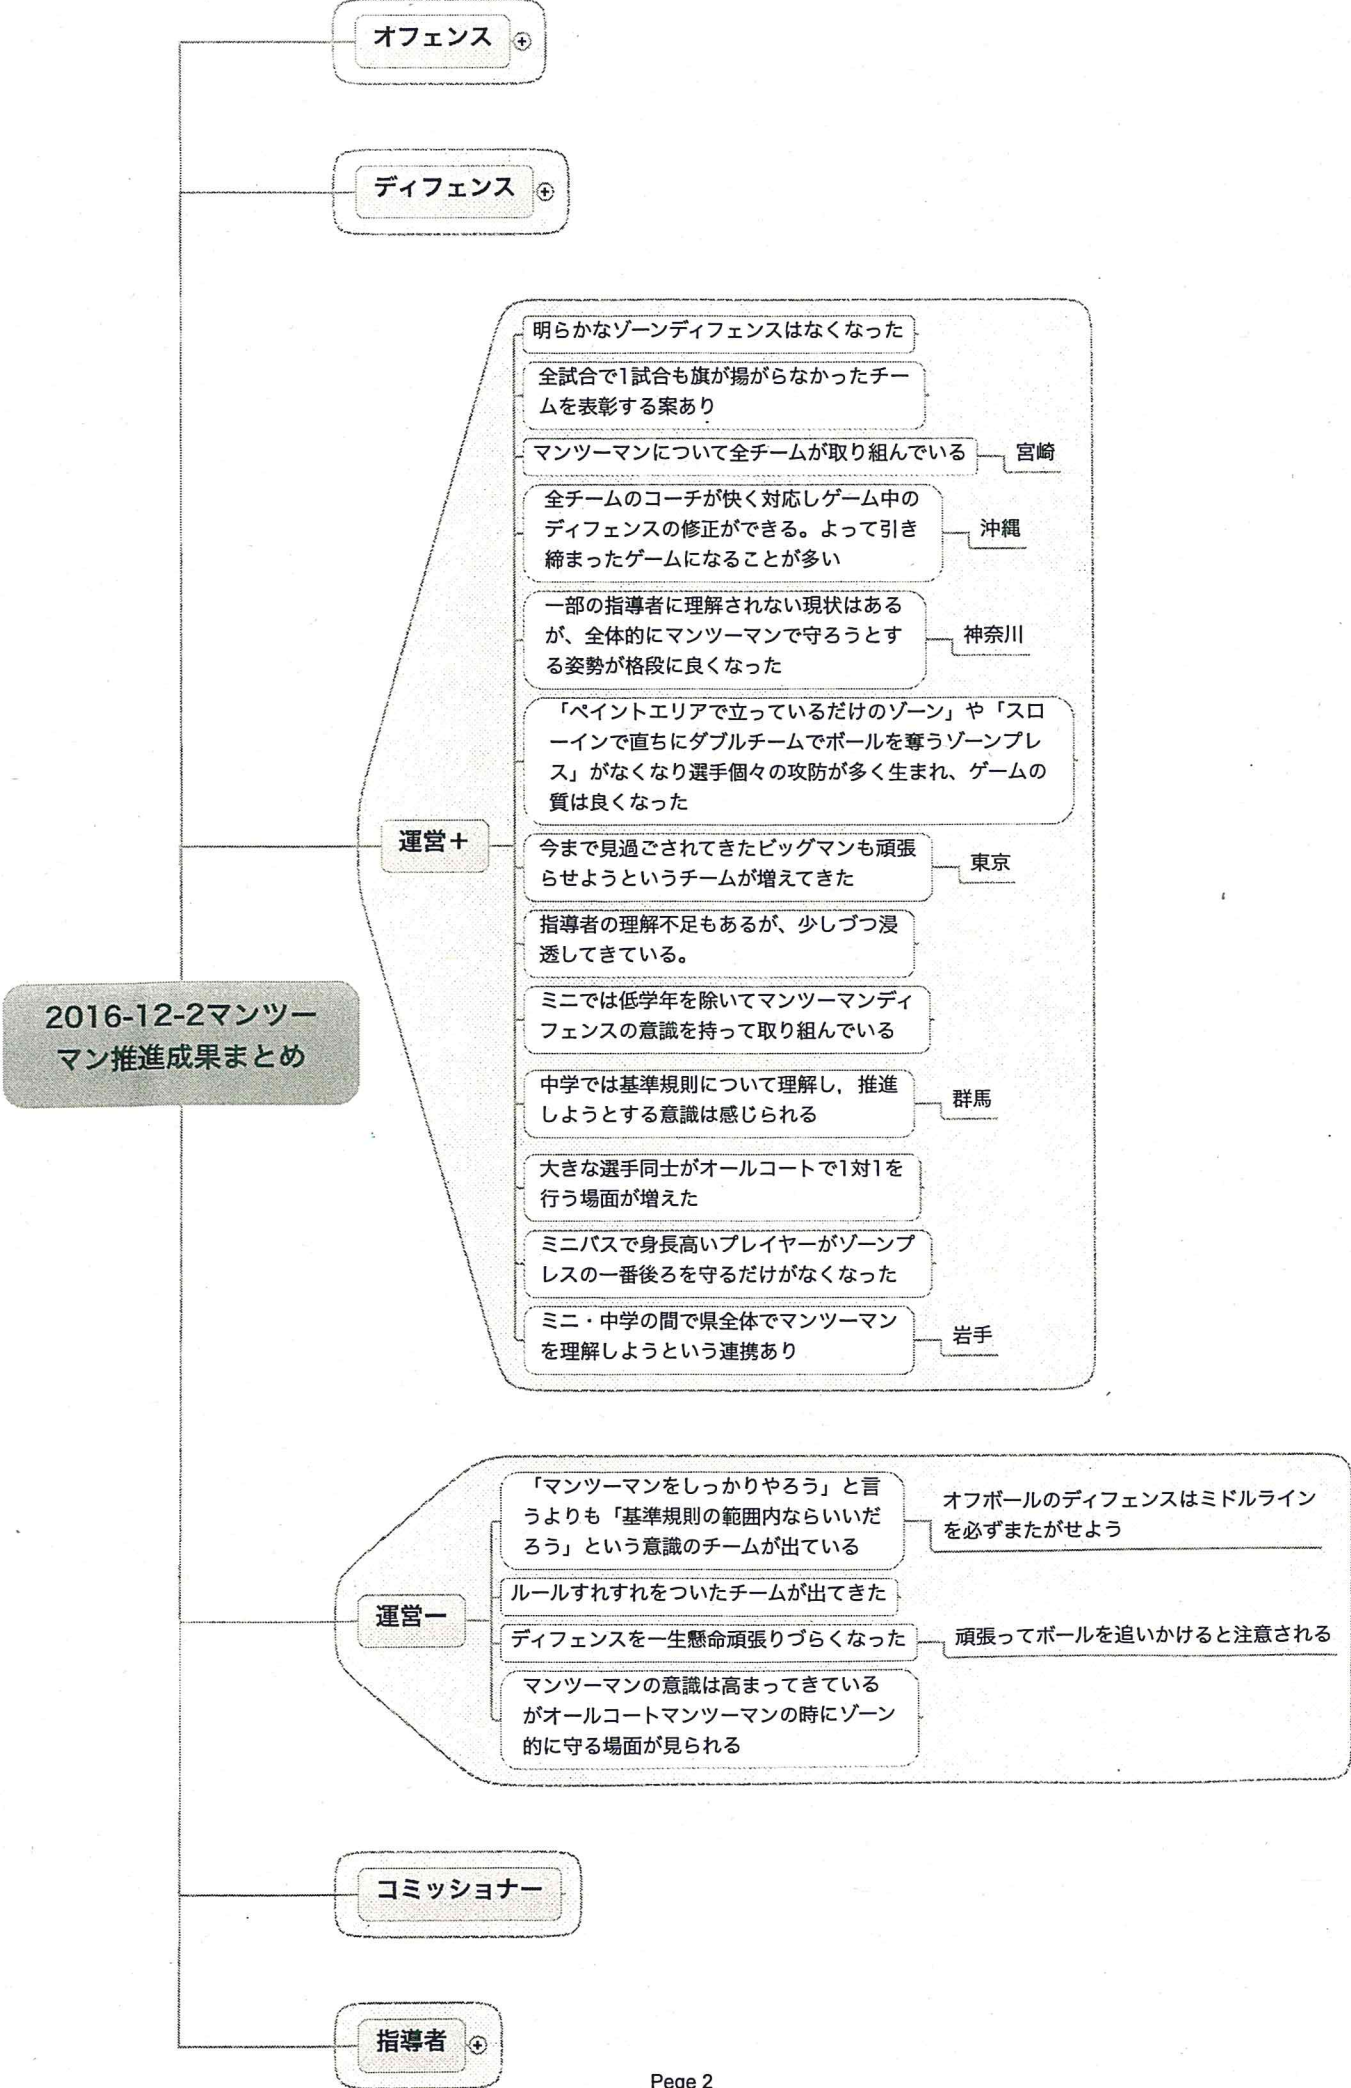 オフェンス
ディフェンス
明らかなゾーンディフェンスはなくなった
全試合で1試合も旗が揚がらなかったチー
ムを表彰する案あり
マンツーマンについて全チームが取り組んでいる
宮崎
全チームのコーチが快く対応しゲーム中の
ディフェンスの修正ができる。よって引き
締まったゲームになることが多い
沖縄
一部の指導者に理解されない現状はある
が、全体的にマンツーマンで守ろうとす
る姿勢が格段に良くなった
神奈川
「ペイントエリアで立っているだけのゾーン」や「スロ
ーインで直ちにダブルチームでボールを奪うゾーンプレ
ス」がなくなり選手個々の攻防が多く生まれ、ゲームの
質は良くなった
運営＋
今まで見過ごされてきたビッグマンも頑張
らせようというチームが増えてきた
東京
指導者の理解不足もあるが、少しづつ浸
透してきている。
ミニでは低学年を除いてマンツーマンディ
フェンスの意識を持って取り組んでいる
2016-12-2マンツー
マン推進成果まとめ
中学では基準規則について理解し，推進
しようとする意識は感じられる
群馬
大きな選手同士がオールコートで1対1を
行う場面が増えた
ミニバスで身長高いプレイヤーがゾーンプ
レスの一番後ろを守るだけがなくなった
ミニ・中学の間で県全体でマンツーマン
を理解しようという連携あり
岩手
「マンツーマンをしっかりやろう」と言
うよりも「基準規則の範囲内ならいいだ
ろう」という意識のチームが出ている
オフボールのディフェンスはミドルライン
を必ずまたがせよう
ルールすれすれをついたチームが出てきた
運営ー
ディフェンスを一生懸命頑張りづらくなった
頑張ってボールを追いかけると注意される
マンツーマンの意識は高まってきている
がオールコートマンツーマンの時にゾーン
的に守る場面が見られる
コミッショナー
指導者
Page 2